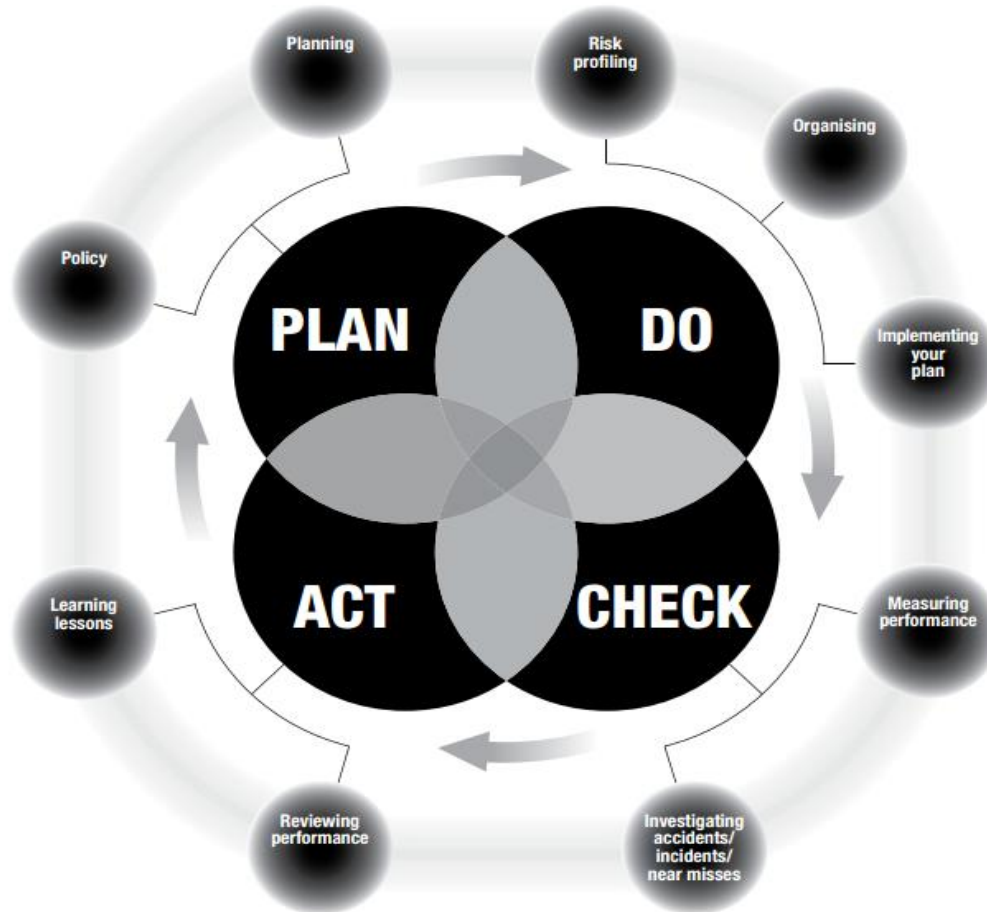 Planning
Risk
profiling
Organising
Policy
PLAN
DO
Implementing
your
plan
Learning
lessons
ACT
CHECK
Measuring
performance
Reviewing
performance
Investigating
accidents/
incidents/
near misses